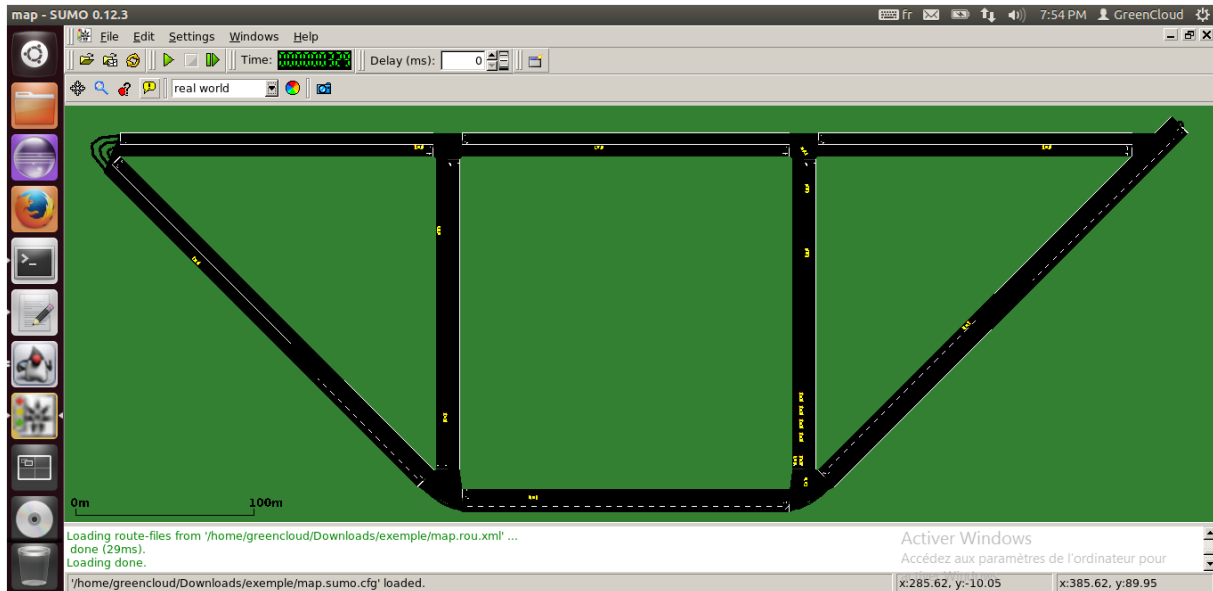 map - SUMO 0.12.3
fr
7:54 PM
GreenCloud
File Edit Settings Windows Help
Time:
Delay (ms): 0
real world
0m 100m
Loading route-files from '/home/greencloud/Downloads/exemple/map.rou.xml' ...
done (29ms).
Loading done.
Activer Windows
Accédez aux paramètres de l'ordinateur pour
'/home/greencloud/Downloads/exemple/map.sumo.cfg' loaded.
x:285.62, y:-10.05
x:385.62, y:89.95